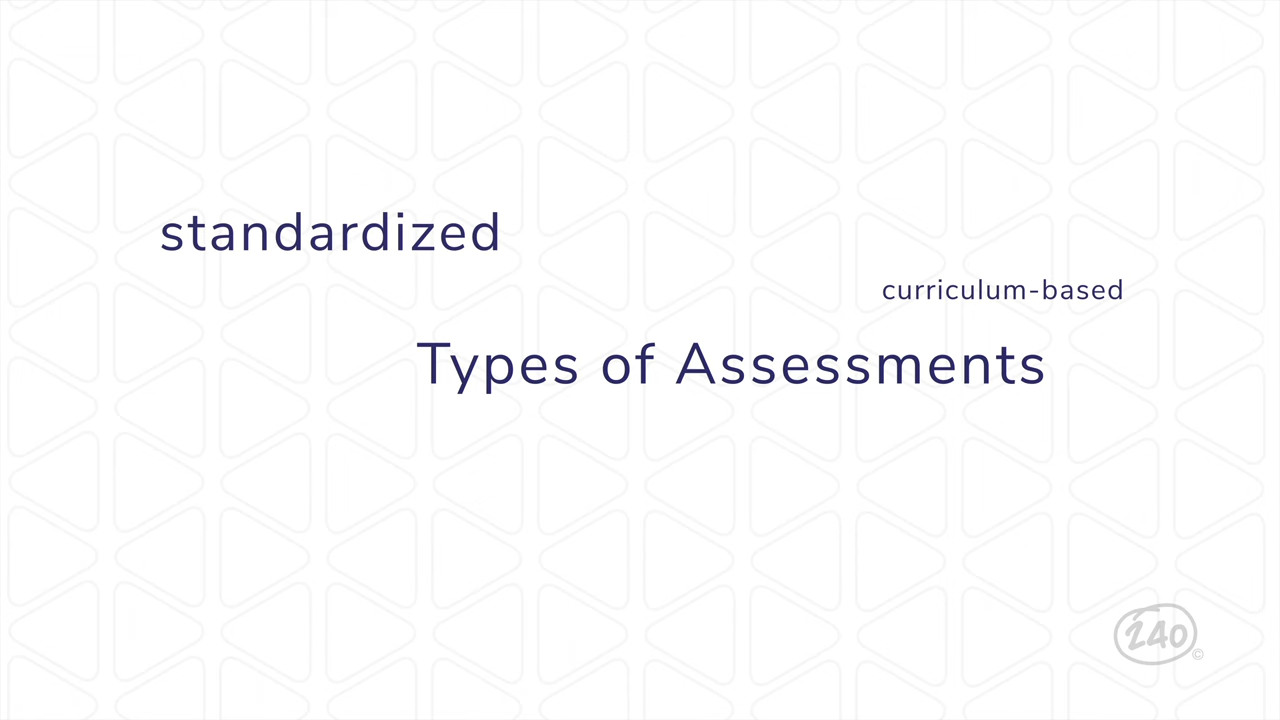 standardized
curriculum-based
Types of Assessments
240
©